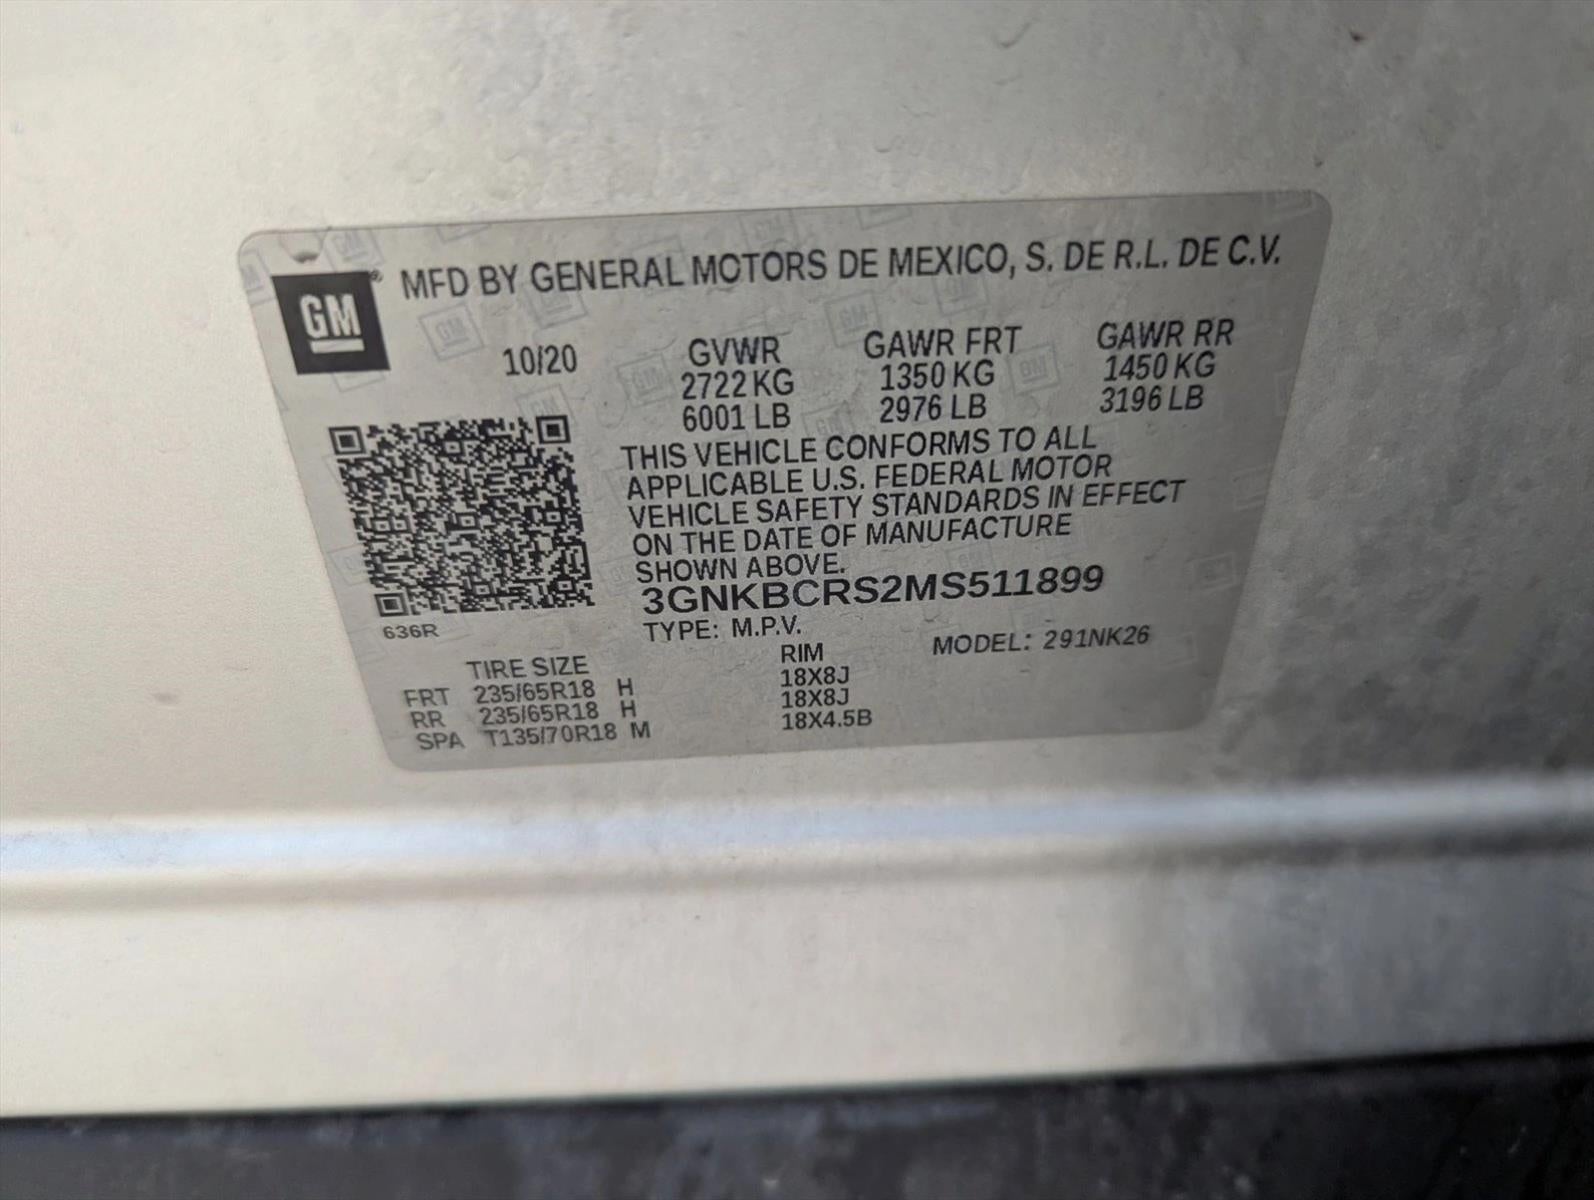 GM® MFD BY GENERAL MOTORS DE MEXICO, S. DE R.L. DE C.V.
10/20 GVWR GAWR FRT GAWR RR
2722 KG 1350 KG 1450 KG
6001 LB 2976 LB 3196 LB
THIS VEHICLE CONFORMS TO ALL
APPLICABLE U.S. FEDERAL MOTOR
VEHICLE SAFETY STANDARDS IN EFFECT
ON THE DATE OF MANUFACTURE
SHOWN ABOVE.
3GNKBCRS2MS511899
636R TYPE: M.P.V. MODEL: 291NK26
TIRE SIZE RIM
FRT 235/65R18 H 18X8J
RR 235/65R18 H 18X8J
SPA T135/70R18 M 18X4.5B